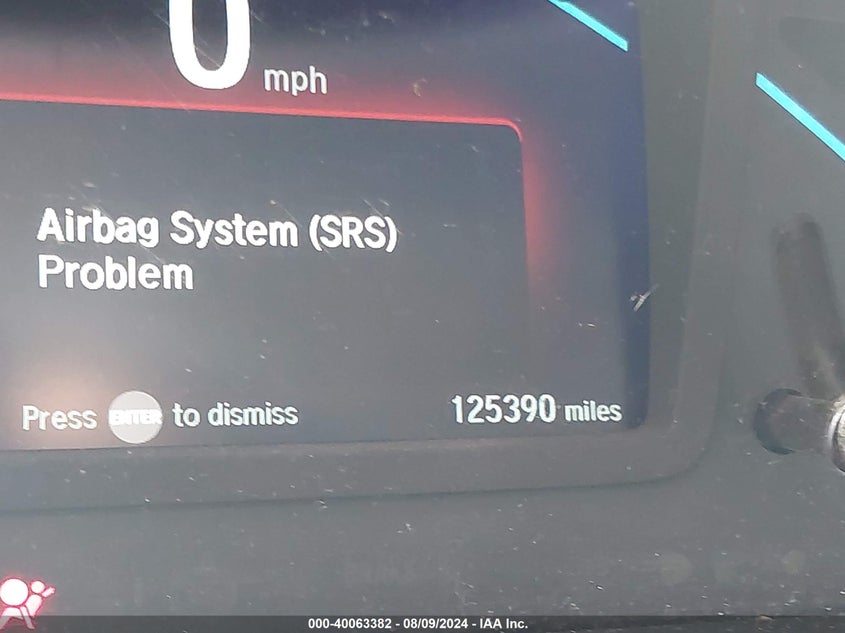 0 mph
Airbag System (SRS)
Problem
Press ENTER to dismiss
125390 miles
000-40063382 - 08/09/2024 - IAA Inc.